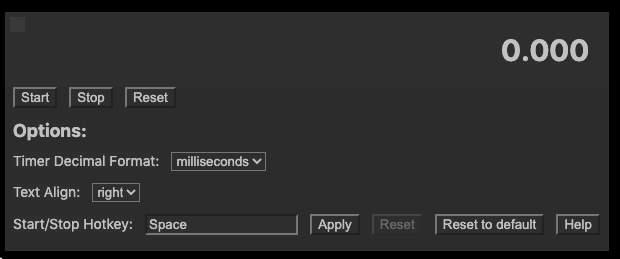 0.000
Start Stop Reset
Options:
Timer Decimal Format: milliseconds
Text Align: right
Start/Stop Hotkey: Space Apply Reset Reset to default Help